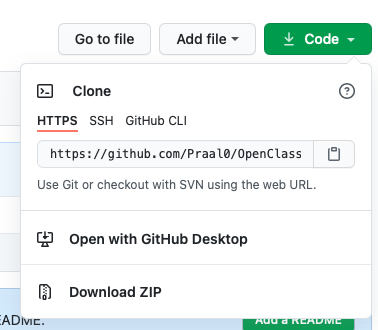 Go to file Add file Code
Clone
HTTPS SSH GitHub CLI
https://github.com/Praal0/OpenClass
Use Git or checkout with SVN using the web URL.
Open with GitHub Desktop
Download ZIP
EADME. Add a README